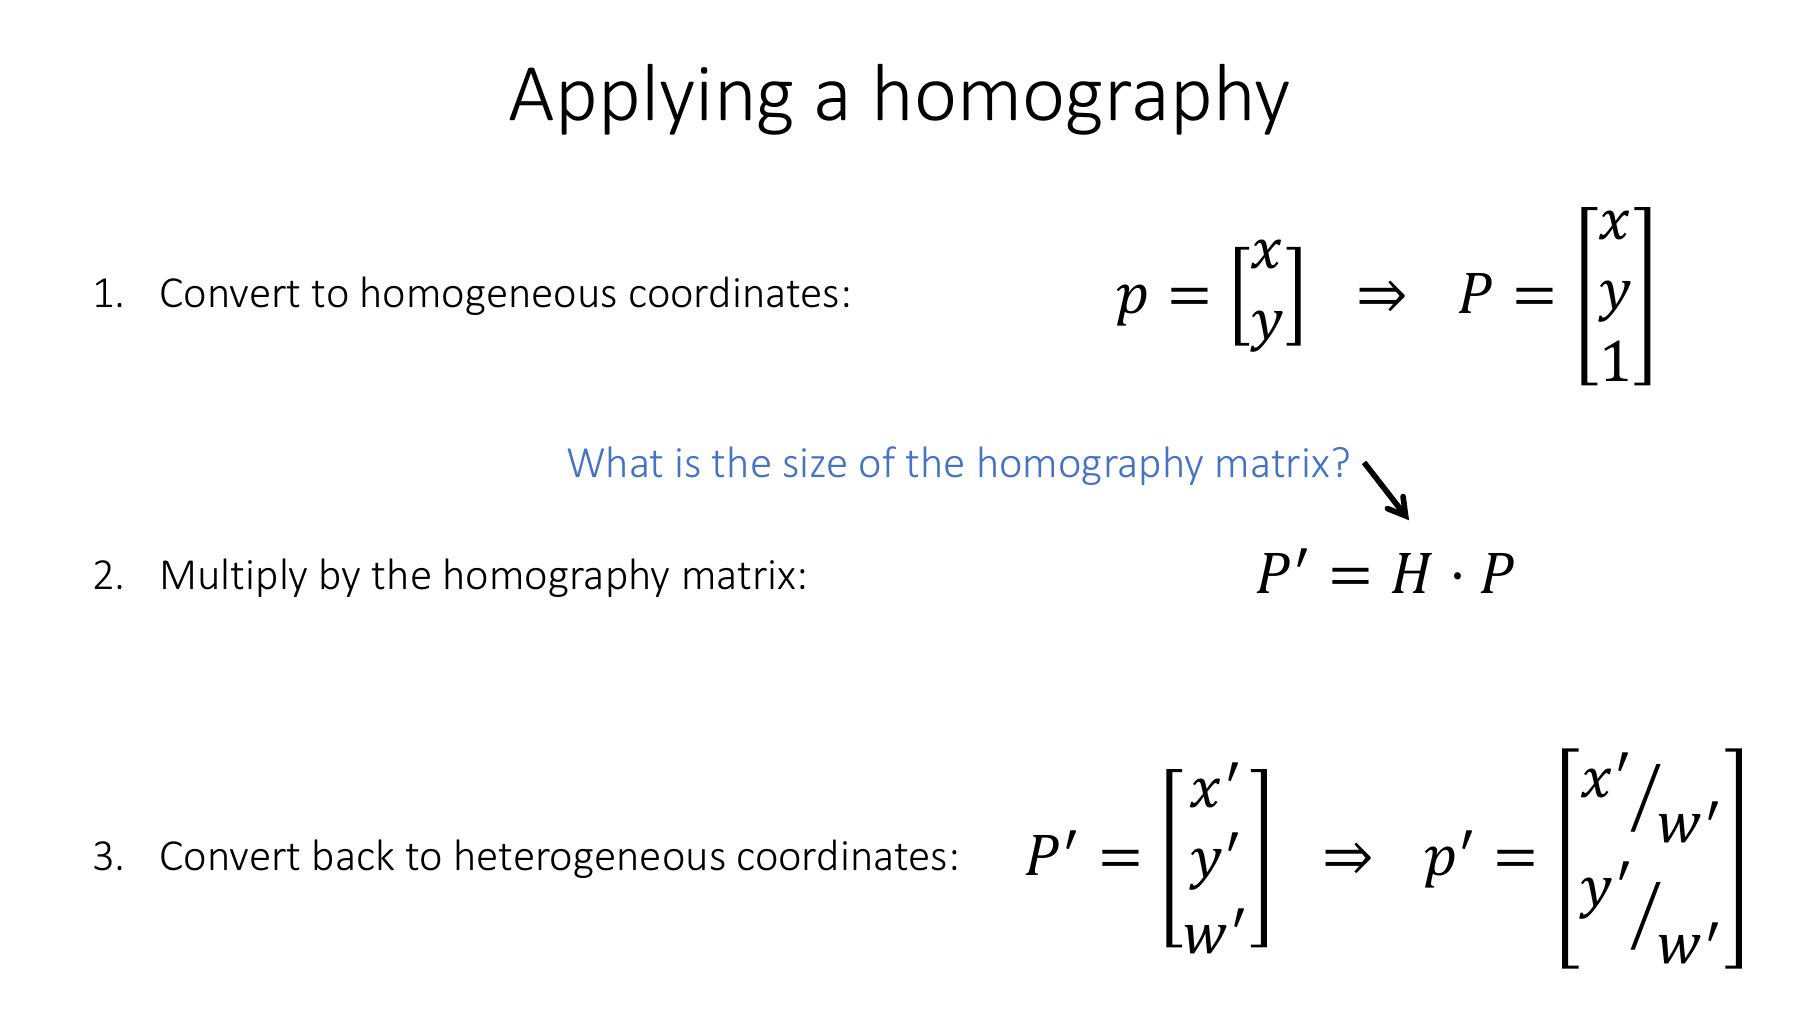 Applying a homography
1. Convert to homogeneous coordinates: p = [x y] ⇒ P = [x y 1]
What is the size of the homography matrix?
2. Multiply by the homography matrix: P′ = H · P
3. Convert back to heterogeneous coordinates: P′ = [x′ y′ w′] ⇒ p′ = [x′/w′ y′/w′]